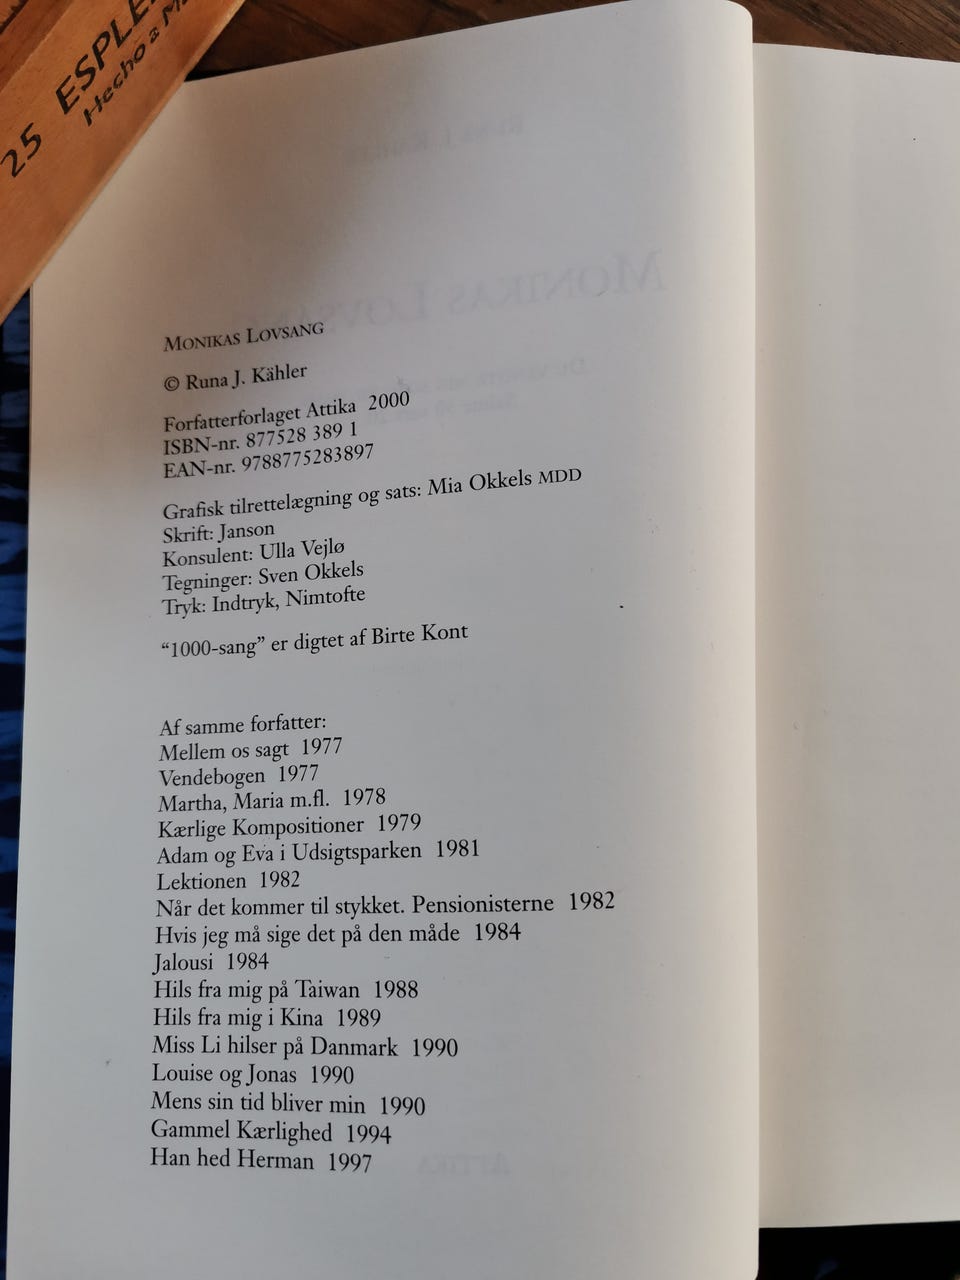 25 ESPLE
Hecho a M
MONIKAS LOVSANG
© Runa J. Kähler
Forfatterforlaget Attika 2000
ISBN-nr. 877528 389 1
EAN-nr. 9788775283897
Grafisk tilrettelægning og sats: Mia Okkels MDD
Skrift: Janson
Konsulent: Ulla Vejlø
Tegninger: Sven Okkels
Tryk: Indtryk, Nimtofte
“1000-sang” er digtet af Birte Kont
Af samme forfatter:
Mellem os sagt 1977
Vendebogen 1977
Martha, Maria m.fl. 1978
Kærlige Kompositioner 1979
Adam og Eva i Udsigtsparken 1981
Lektionen 1982
Når det kommer til stykket. Pensionisterne 1982
Hvis jeg må sige det på den måde 1984
Jalousi 1984
Hils fra mig på Taiwan 1988
Hils fra mig i Kina 1989
Miss Li hilser på Danmark 1990
Louise og Jonas 1990
Mens sin tid bliver min 1990
Gammel Kærlighed 1994
Han hed Herman 1997